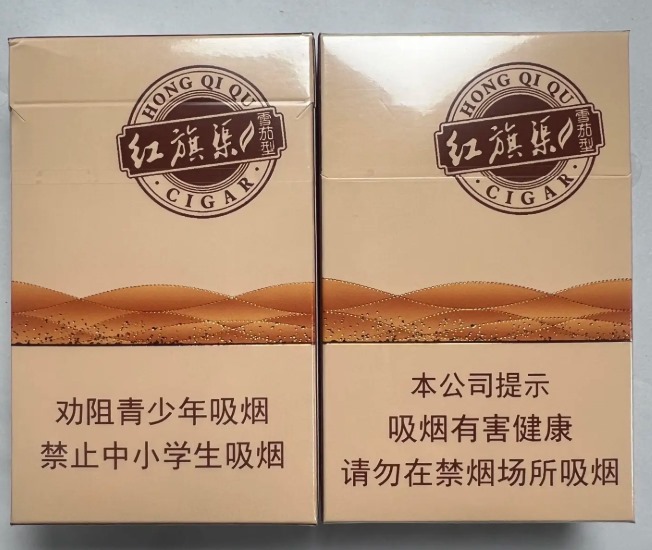 HONG QI QU
红旗渠
雪茄型
CIGAR
劝阻青少年吸烟
禁止中小学生吸烟
HONG QI QU
红旗渠
雪茄型
CIGAR
本公司提示
吸烟有害健康
请勿在禁烟场所吸烟